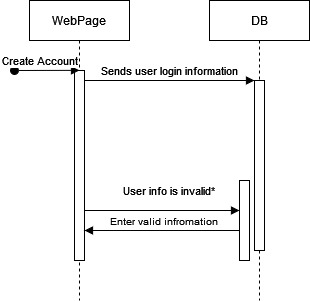 WebPage
DB
Create Account
Sends user login information
User info is invalid*
Enter valid infromation